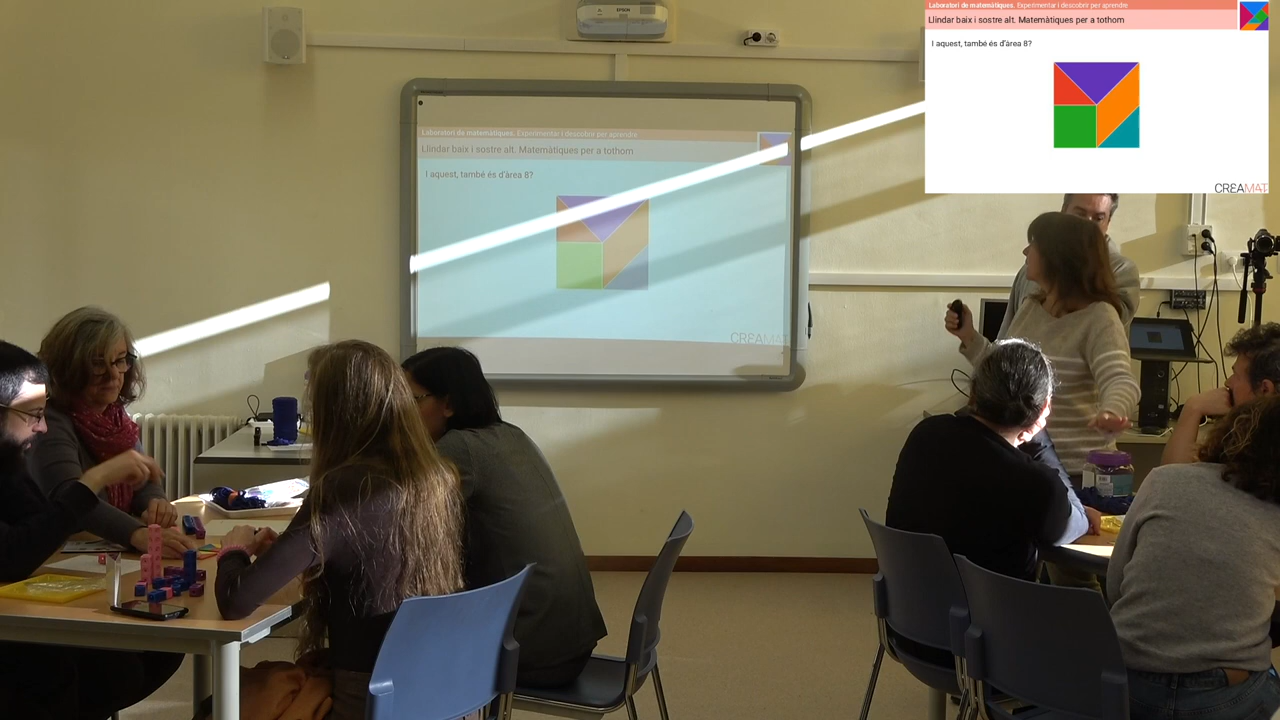 EPSON
Laboratori de matemàtiques. Experimentar i descobrir per aprendre
Llindar baix i sostre alt. Matemàtiques per a tothom
I aquest, també és d'àrea 8?
CREAMAT
Laboratori de matemàtiques. Experimentar i descobrir per aprendre
Llindar baix i sostre alt. Matemàtiques per a tothom
I aquest, també és d'àrea 8?
CREAMAT